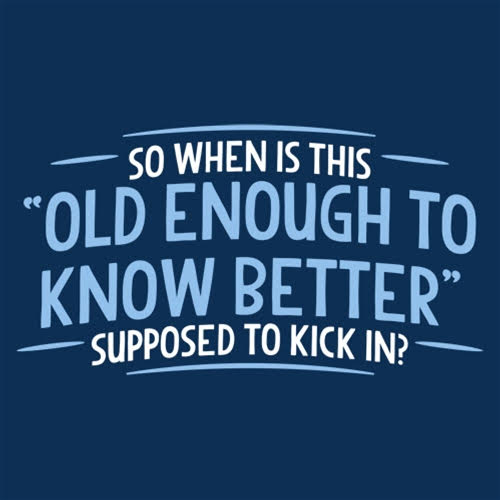 SO WHEN IS THIS
“OLD ENOUGH TO
KNOW BETTER”
SUPPOSED TO KICK IN?